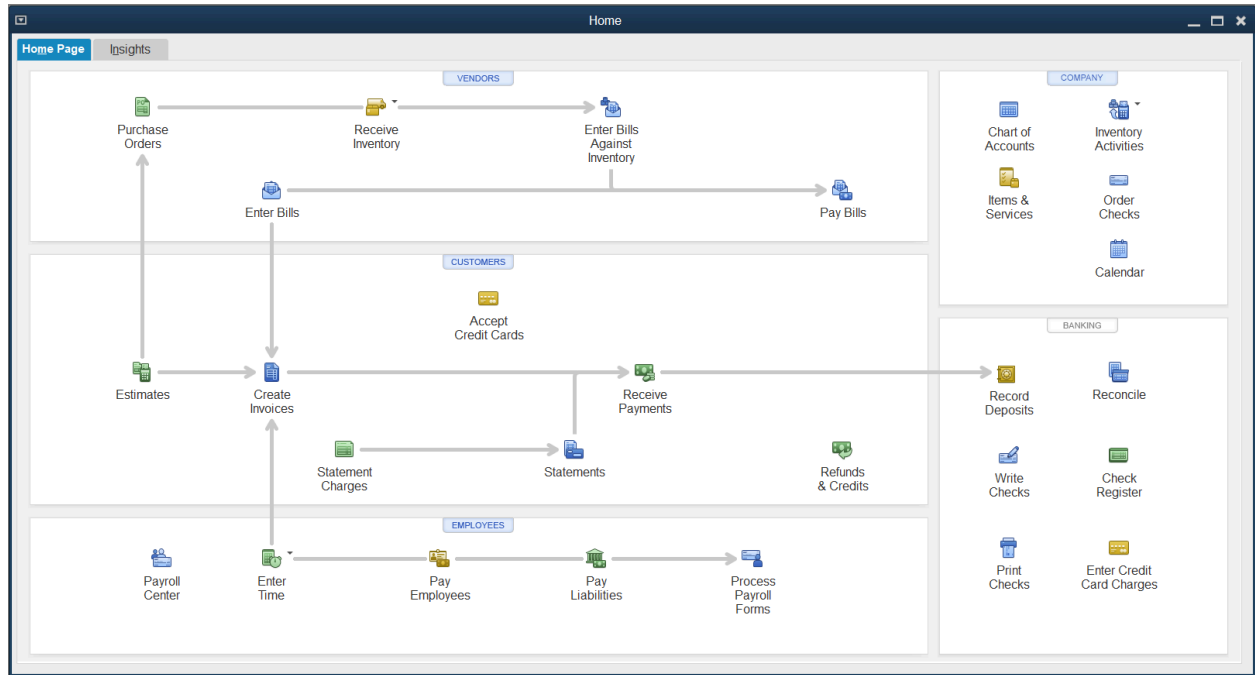 Home
Home Page
Insights
VENDORS
Purchase
Orders
Receive
Inventory
Enter Bills
Against
Inventory
Enter Bills
Pay Bills
CUSTOMERS
Accept
Credit Cards
Estimates
Create
Invoices
Receive
Payments
Statement
Charges
Statements
Refunds
& Credits
EMPLOYEES
Payroll
Center
Enter
Time
Pay
Employees
Pay
Liabilities
Process
Payroll
Forms
COMPANY
Chart of
Accounts
Inventory
Activities
Items &
Services
Order
Checks
Calendar
BANKING
Record
Deposits
Reconcile
Write
Checks
Check
Register
Print
Checks
Enter Credit
Card Charges